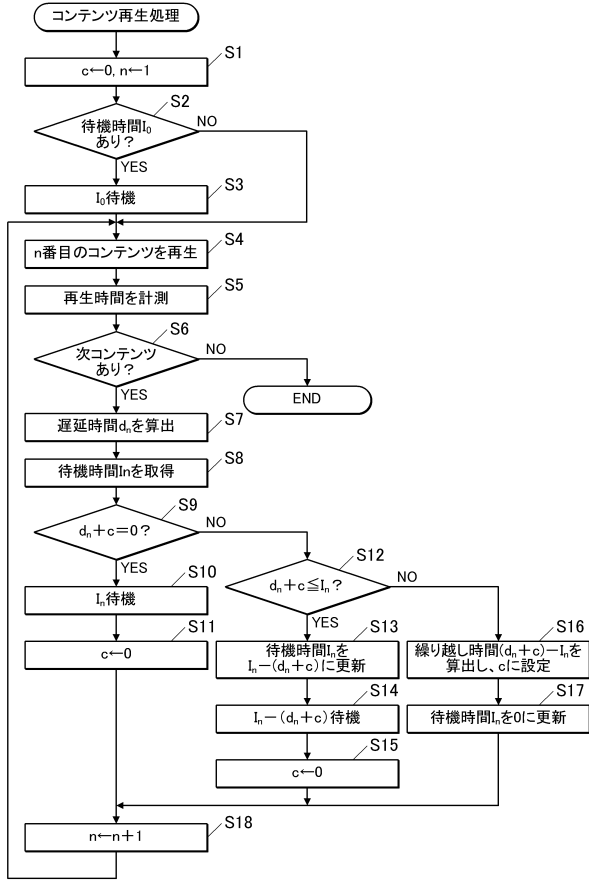 コンテンツ再生処理
S1
c←0, n←1
S2
待機時間I₀
あり？
NO
YES
S3
I₀待機
S4
n番目のコンテンツを再生
S5
再生時間を計測
S6
次コンテンツ
あり？
NO
YES
END
S7
遅延時間dₙを算出
S8
待機時間Inを取得
S9
dₙ＋c＝0？
NO
YES
S10
Iₙ待機
S11
c←0
S12
dₙ＋c≦Iₙ？
NO
YES
S13
待機時間Iₙを
Iₙ－(dₙ＋c)に更新
S14
Iₙ－(dₙ＋c)待機
S15
c←0
S16
繰り越し時間(dₙ＋c)－Iₙを
算出し、cに設定
S17
待機時間Iₙを0に更新
S18
n←n＋1